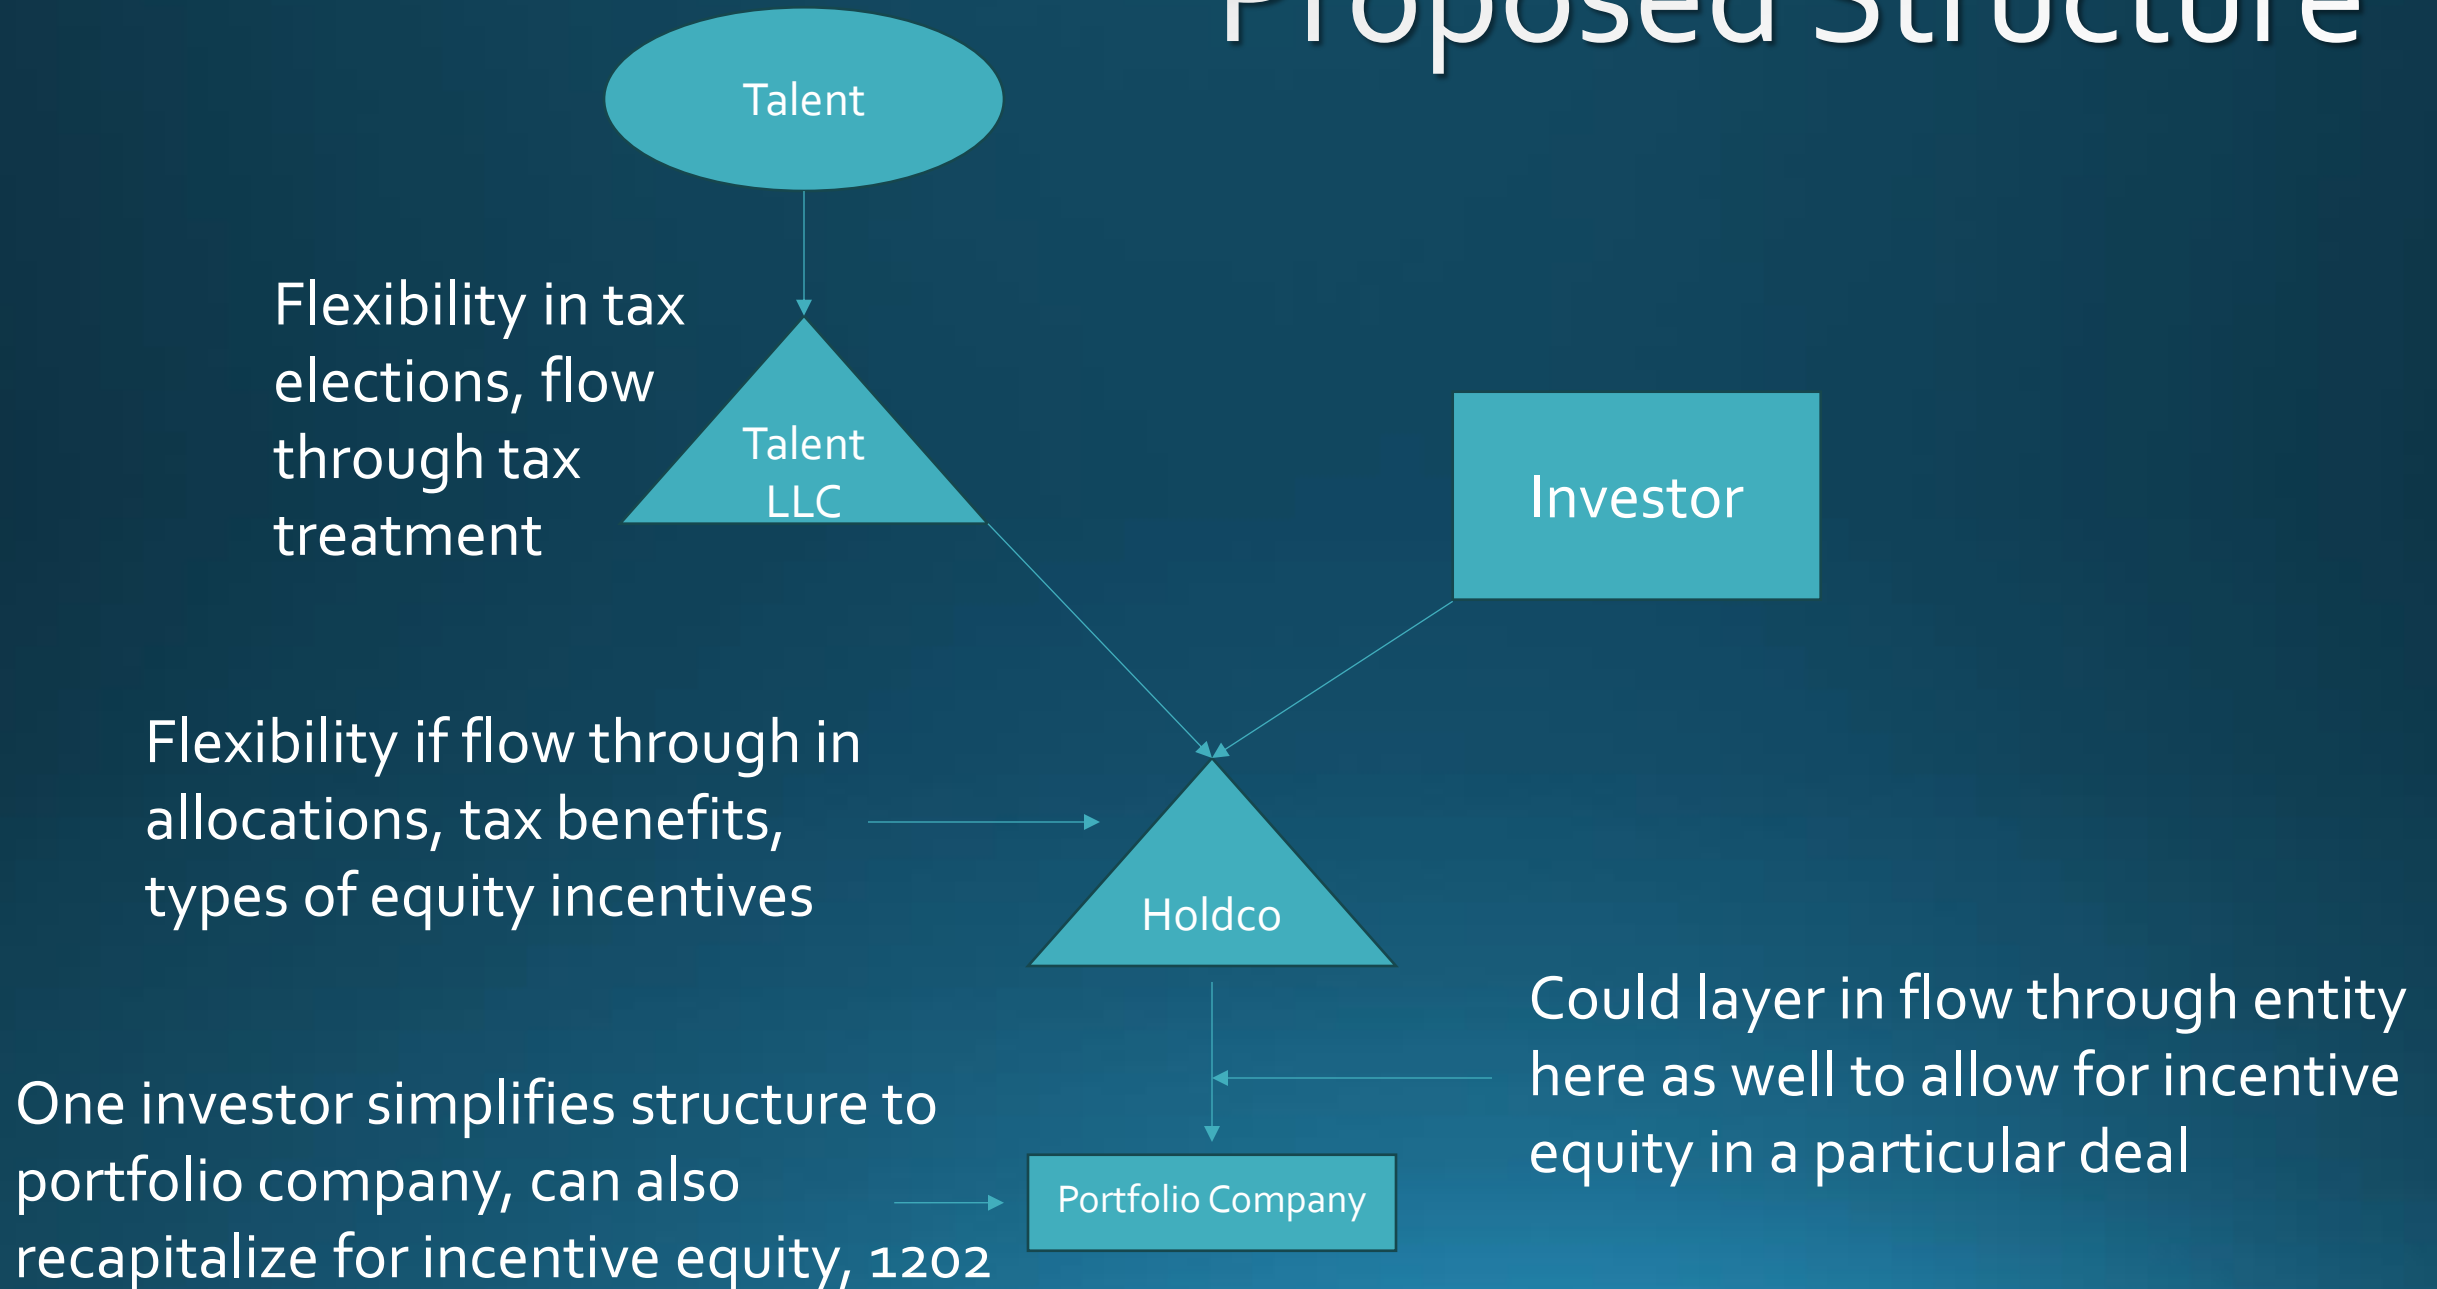 Proposed Structure
Talent
Flexibility in tax
elections, flow
through tax
treatment
Talent
LLC
Investor
Flexibility if flow through in
allocations, tax benefits,
types of equity incentives
Holdco
Could layer in flow through entity
here as well to allow for incentive
equity in a particular deal
One investor simplifies structure to
portfolio company, can also
recapitalize for incentive equity, 1202
Portfolio Company